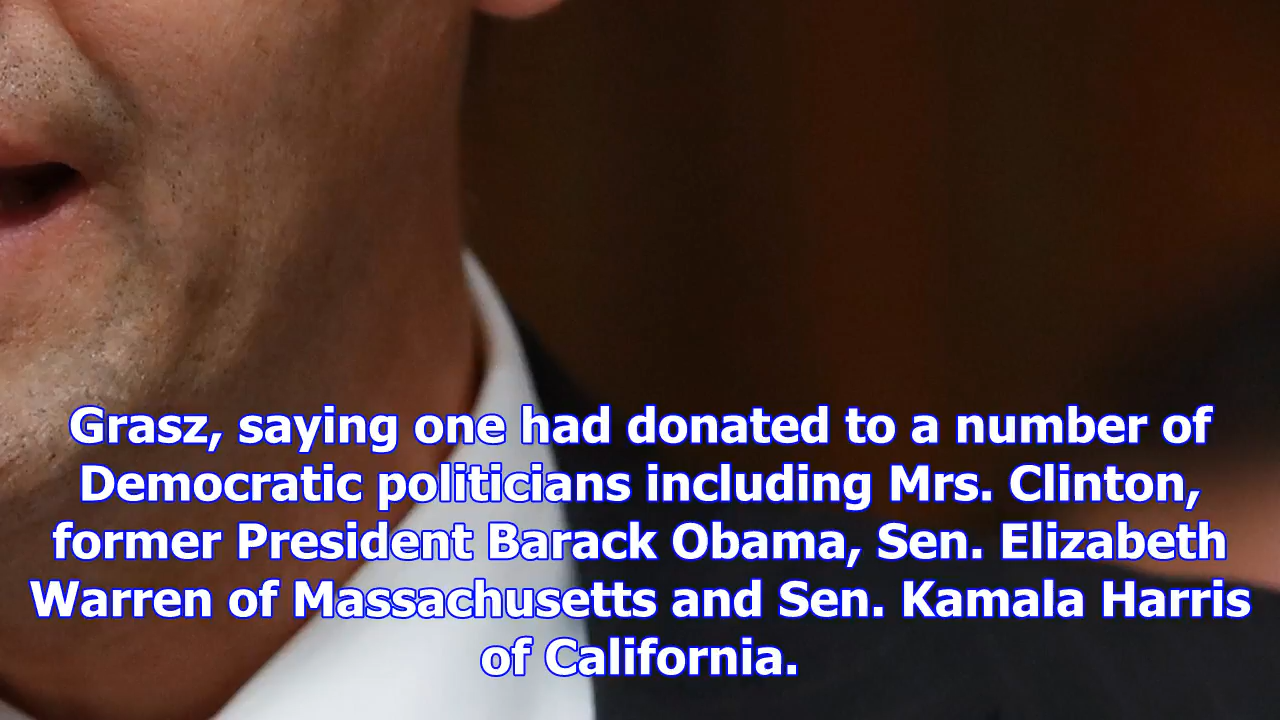 Grasz, saying one had donated to a number of
Democratic politicians including Mrs. Clinton,
former President Barack Obama, Sen. Elizabeth
Warren of Massachusetts and Sen. Kamala Harris
of California.